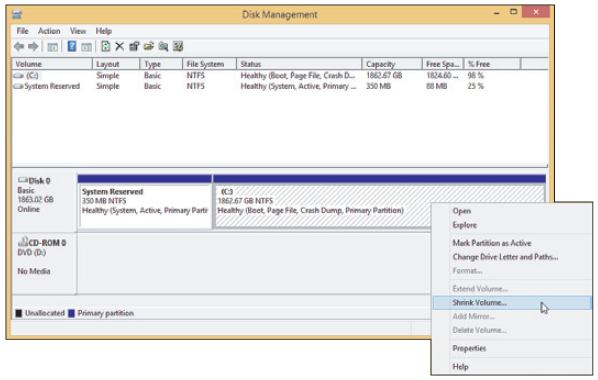 Disk Management
File Action View Help
Volume Layout Type File System Status Capacity Free Spa... % Free
(C:) Simple Basic NTFS Healthy (Boot, Page File, Crash D... 1862.67 GB 1824.60 ... 98 %
System Reserved Simple Basic NTFS Healthy (System, Active, Primary ... 350 MB 88 MB 25 %
Disk 0
Basic
1863.02 GB
Online
System Reserved
350 MB NTFS
Healthy (System, Active, Primary Parti
(C:)
1862.67 GB NTFS
Healthy (Boot, Page File, Crash Dump, Primary Partition)
CD-ROM 0
DVD (D:)
No Media
Unallocated Primary partition
Open
Explore
Mark Partition as Active
Change Drive Letter and Paths...
Format...
Extend Volume...
Shrink Volume...
Add Mirror...
Delete Volume...
Properties
Help